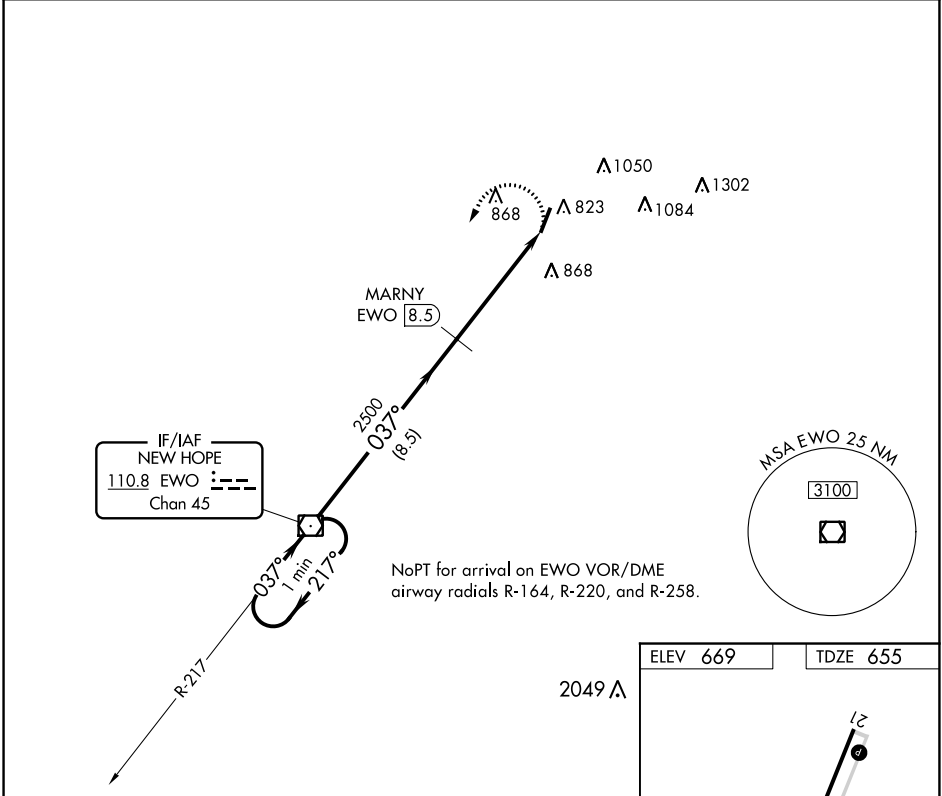 1050
1302
868
823
1084
868
MARNY
EWO 8.5
2500
037°
(8.5)
IF/IAF
NEW HOPE
110.8 EWO
Chan 45
MSA EWO 25 NM
3100
037°
1 min
217°
NoPT for arrival on EWO VOR/DME
airway radials R-164, R-220, and R-258.
R-217
ELEV 669
TDZE 655
2049
21
P